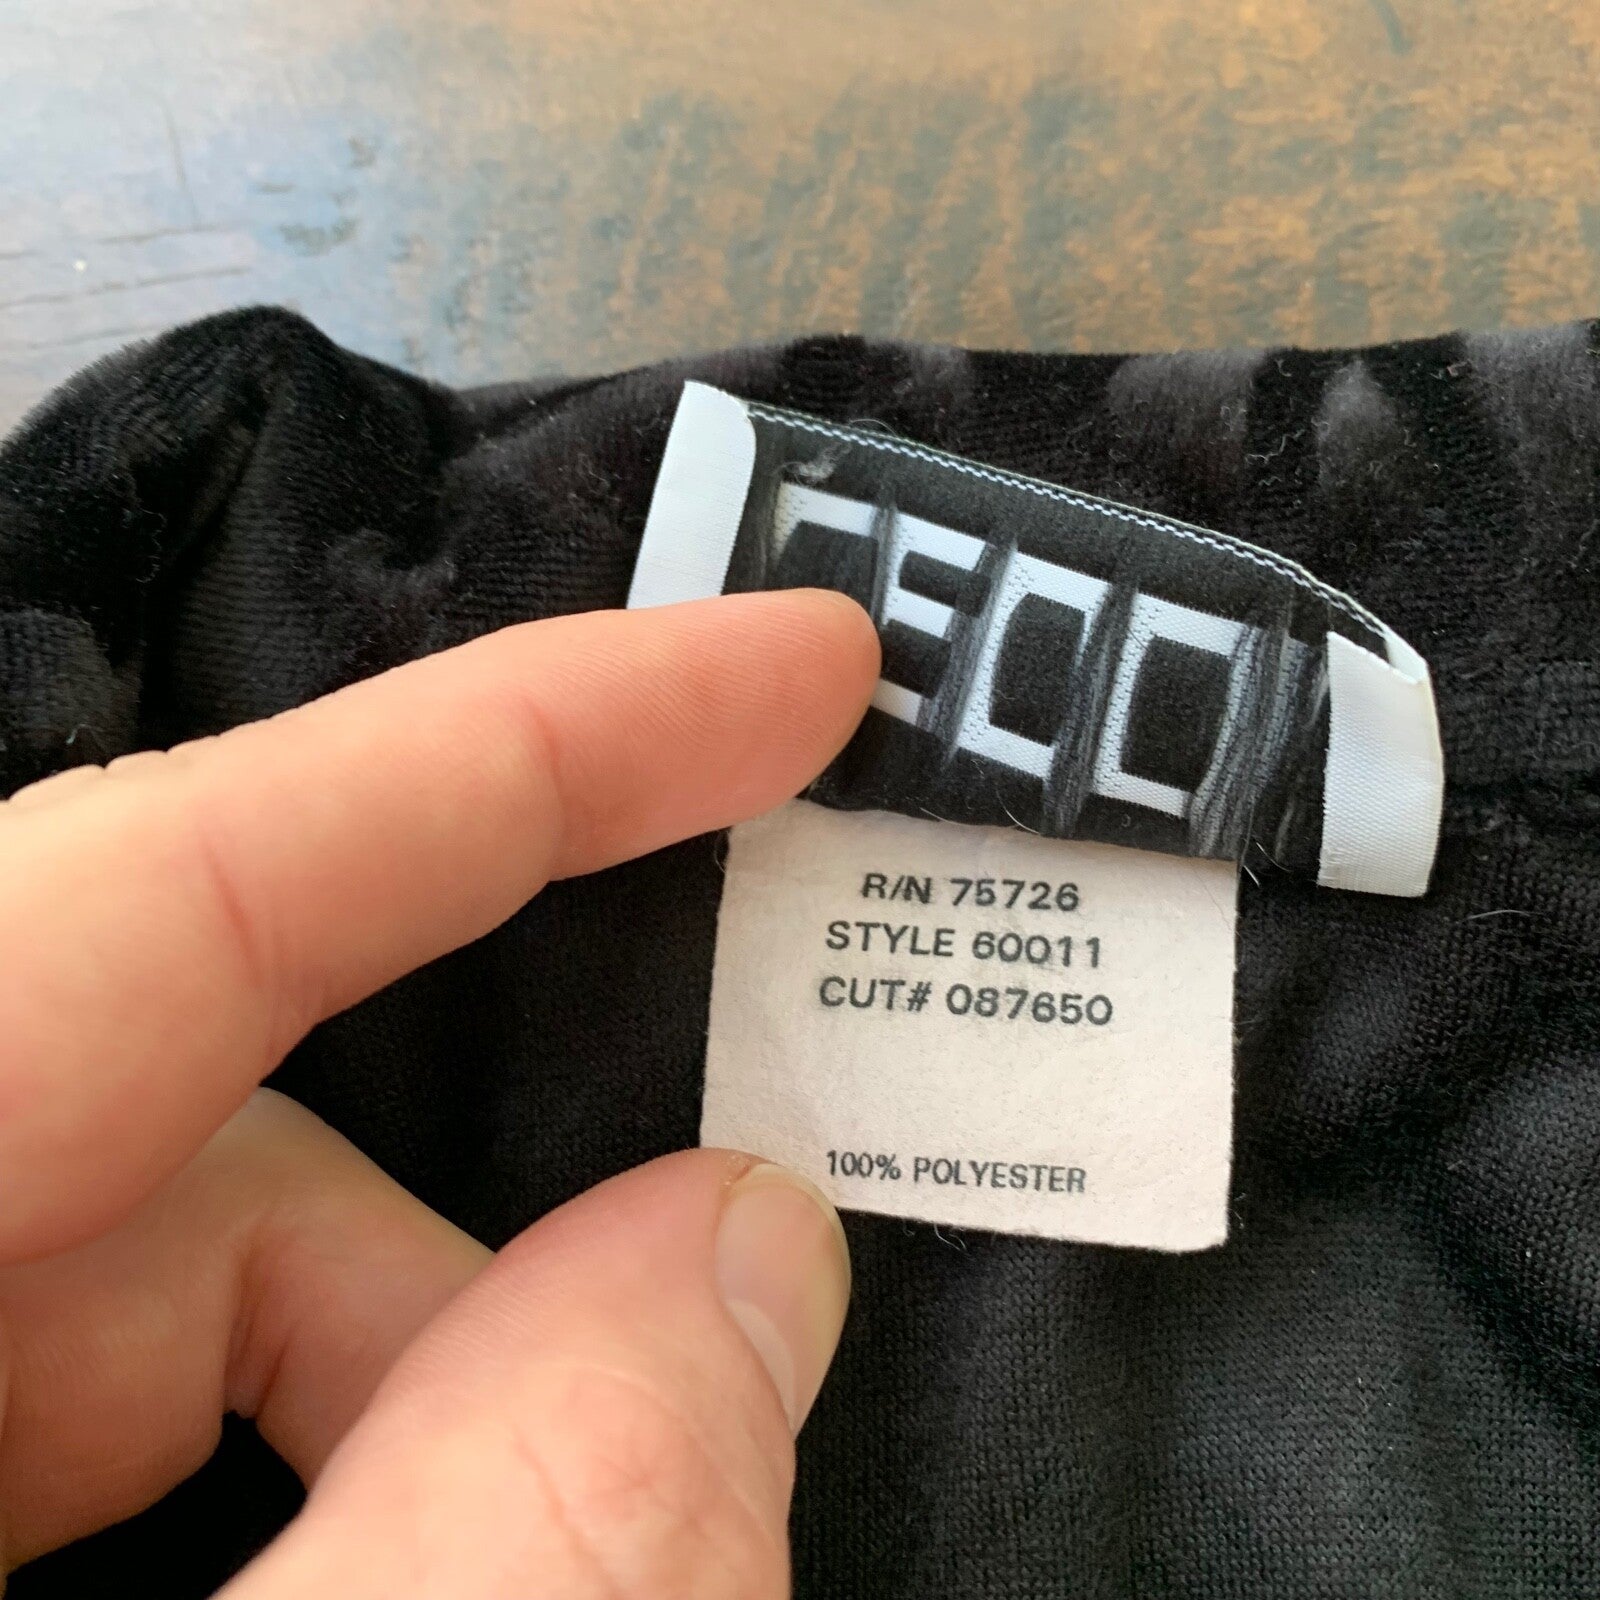 R/N 75726
STYLE 60011
CUT# 087650
100% POLYESTER